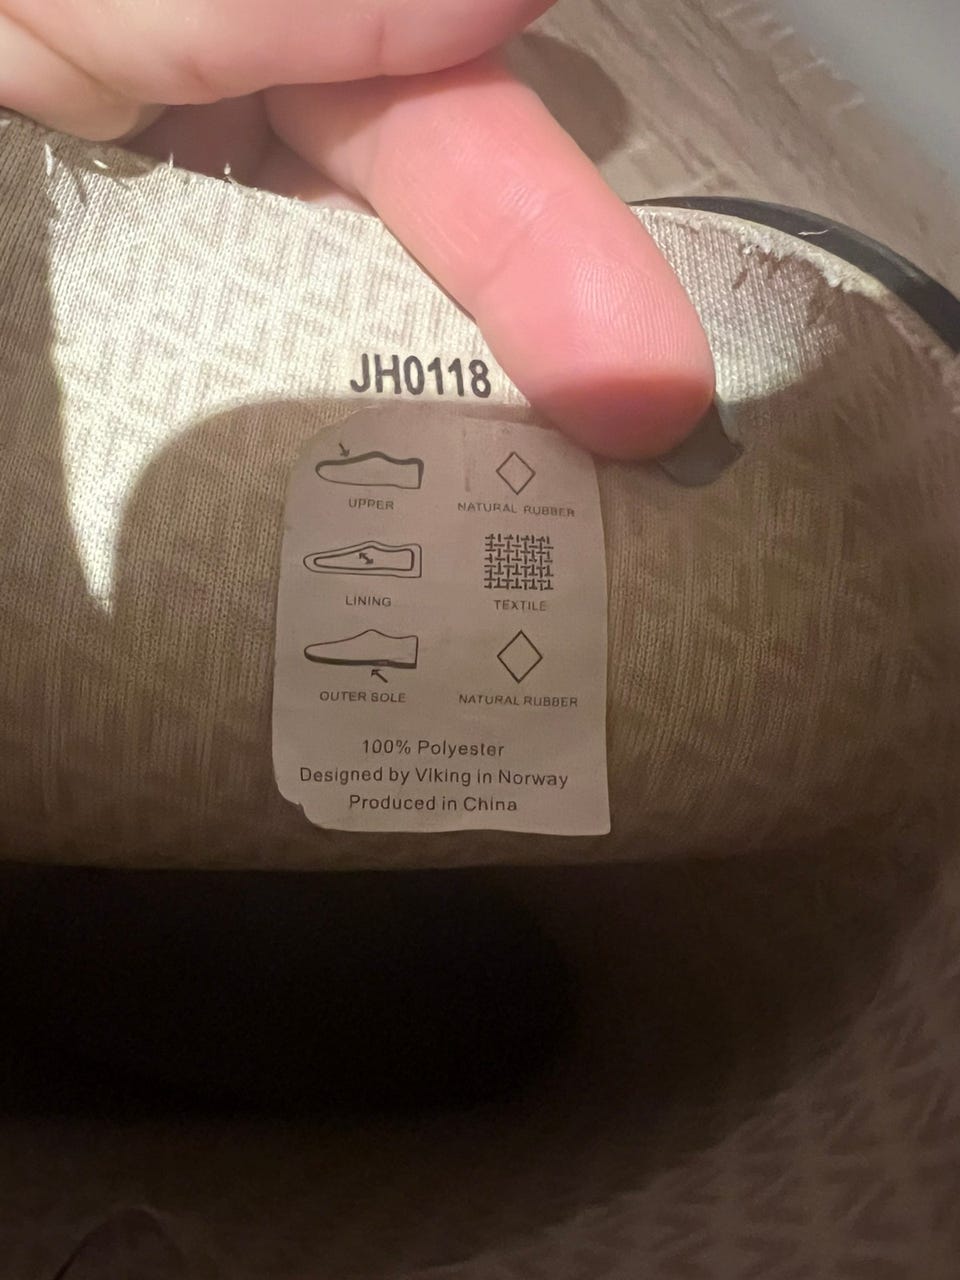 JH0118
UPPER
NATURAL RUBBER
LINING
TEXTILE
OUTER SOLE
NATURAL RUBBER
100% Polyester
Designed by Viking in Norway
Produced in China